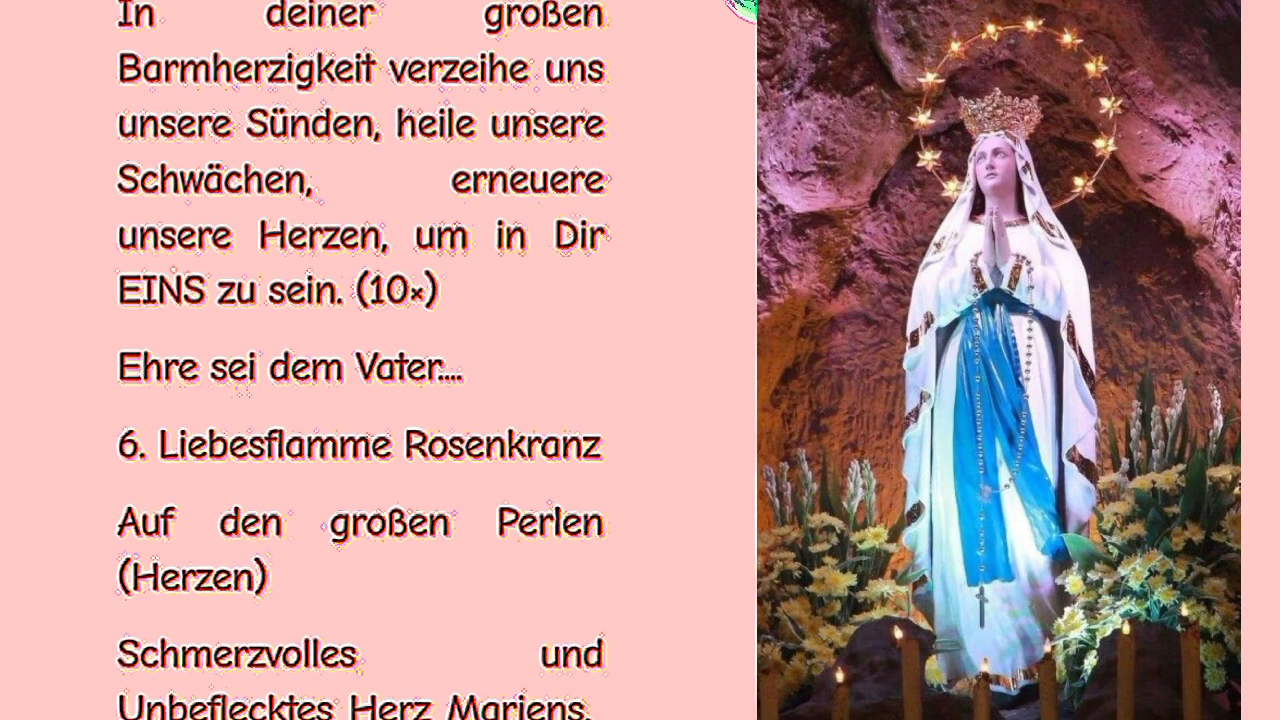 In deiner großen
Barmherzigkeit verzeihe uns
unsere Sünden, heile unsere
Schwächen, erneuere
unsere Herzen, um in Dir
EINS zu sein. (10×)
Ehre sei dem Vater....
6. Liebesflamme Rosenkranz
Auf den großen Perlen
(Herzen)
Schmerzvolles und
Unbeflecktes Herz Mariens,